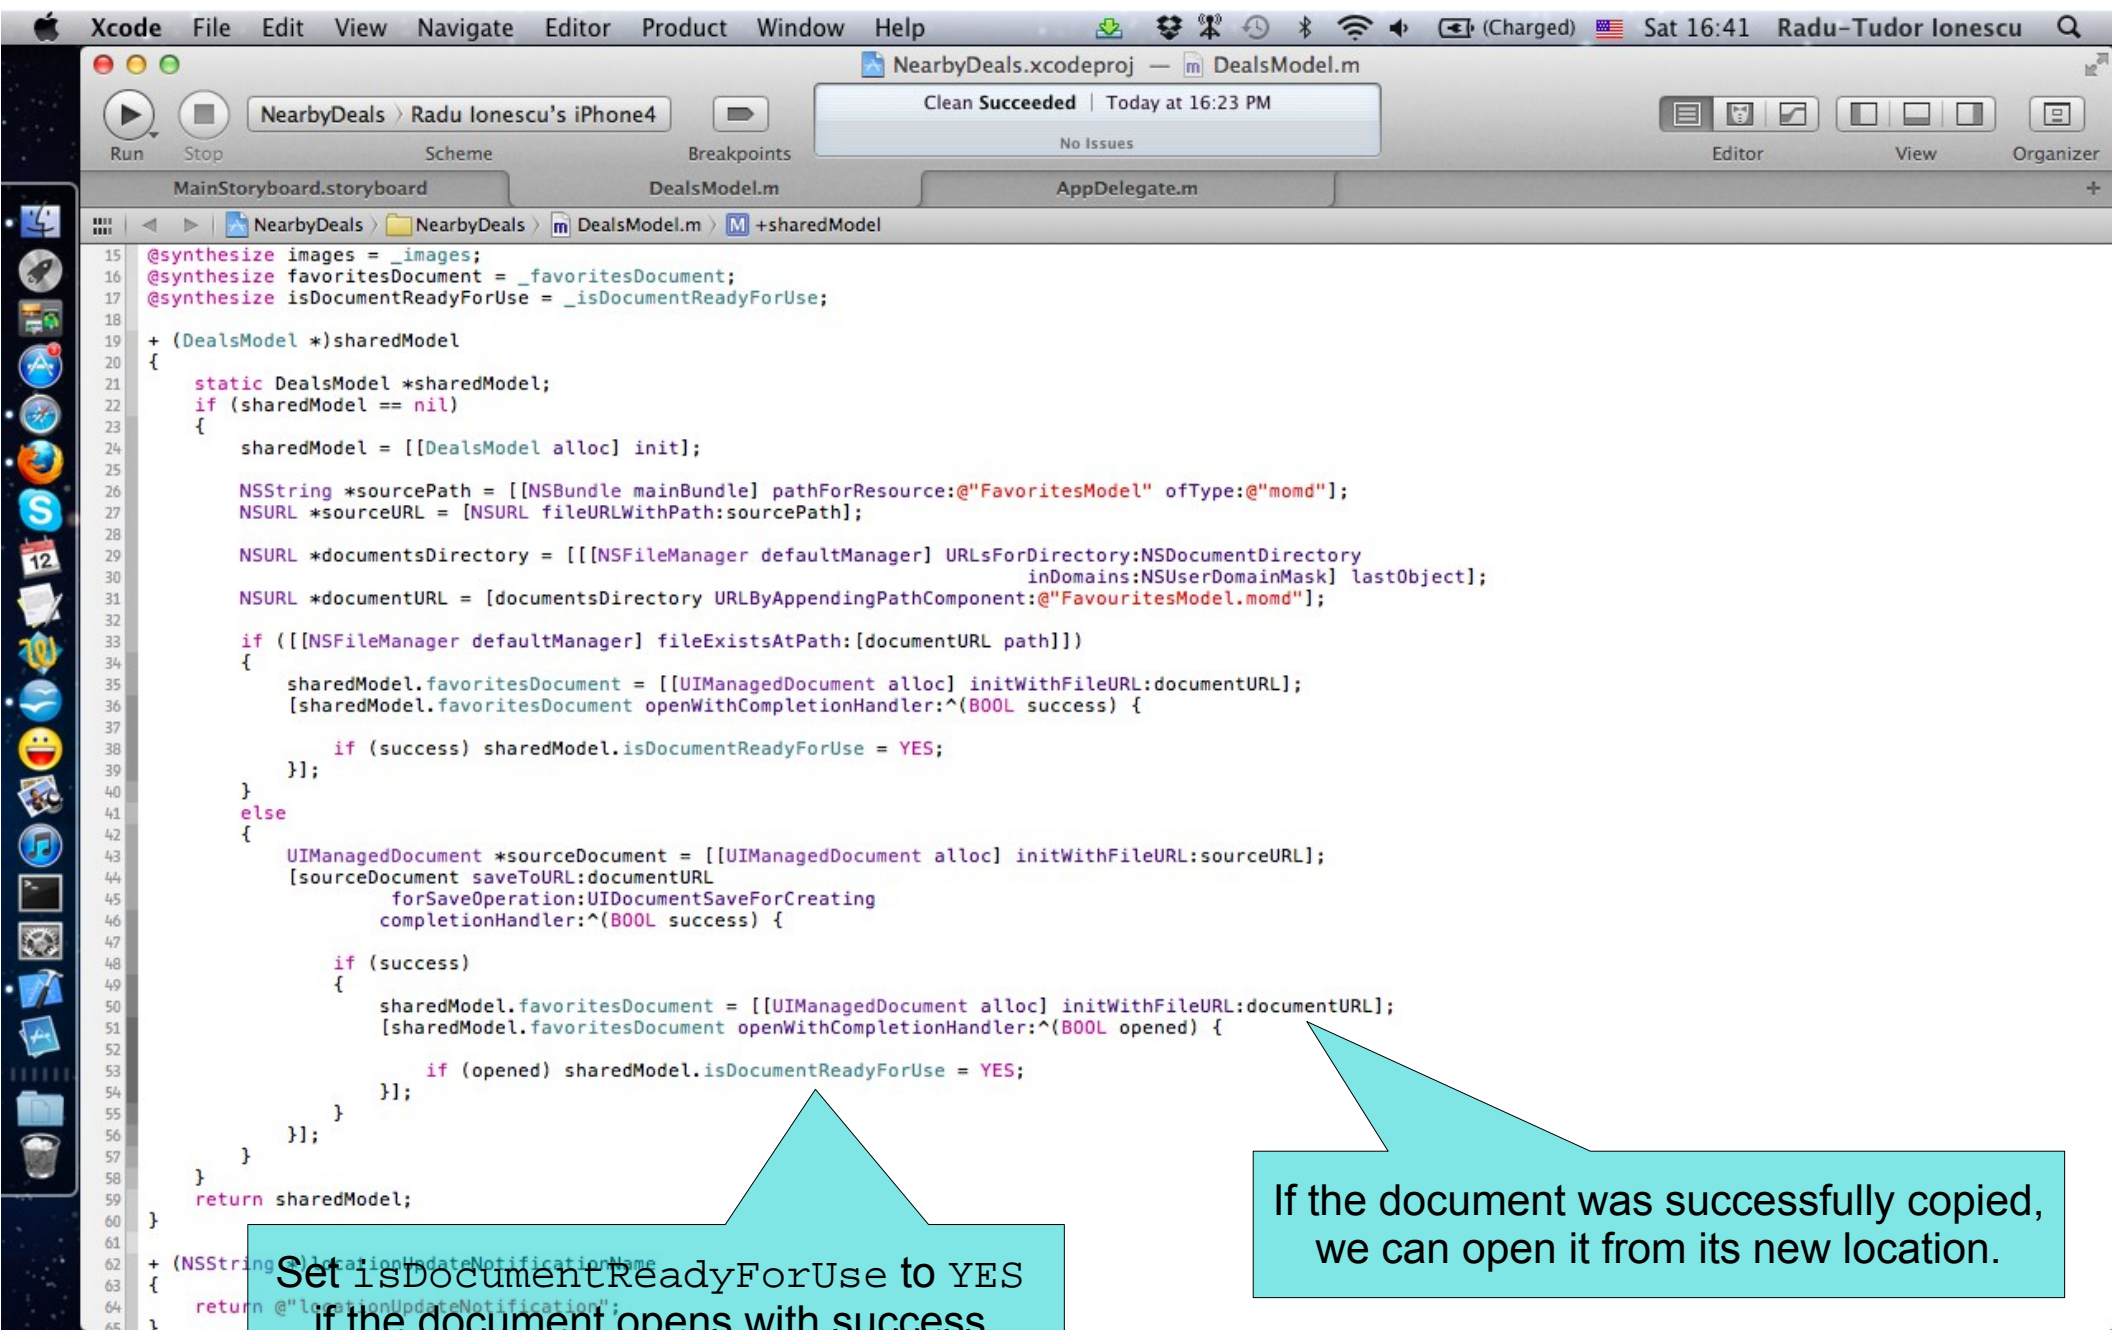 Xcode File Edit View Navigate Editor Product Window Help (Charged) Sat 16:41 Radu-Tudor Ionescu
NearbyDeals.xcodeproj — DealsModel.m
NearbyDeals Radu Ionescu's iPhone4
Clean Succeeded | Today at 16:23 PM
No Issues
Run Stop Scheme Breakpoints Editor View Organizer
MainStoryboard.storyboard DealsModel.m AppDelegate.m +
NearbyDeals NearbyDeals m DealsModel.m M +sharedModel
15 @synthesize images = _images;
16 @synthesize favoritesDocument = _favoritesDocument;
17 @synthesize isDocumentReadyForUse = _isDocumentReadyForUse;
18
19 + (DealsModel *)sharedModel
20 {
21 static DealsModel *sharedModel;
22 if (sharedModel == nil)
23 {
24 sharedModel = [[DealsModel alloc] init];
25
26 NSString *sourcePath = [[NSBundle mainBundle] pathForResource:@"FavoritesModel" ofType:@"momd"];
27 NSURL *sourceURL = [NSURL fileURLWithPath:sourcePath];
28
29 NSURL *documentsDirectory = [[[NSFileManager defaultManager] URLsForDirectory:NSDocumentDirectory
30 inDomains:NSUserDomainMask] lastObject];
31 NSURL *documentURL = [documentsDirectory URLByAppendingPathComponent:@"FavouritesModel.momd"];
32
33 if ([[NSFileManager defaultManager] fileExistsAtPath:[documentURL path]])
34 {
35 sharedModel.favoritesDocument = [[UIManagedDocument alloc] initWithFileURL:documentURL];
36 [sharedModel.favoritesDocument openWithCompletionHandler:^(BOOL success) {
37
38 if (success) sharedModel.isDocumentReadyForUse = YES;
39 }];
40 }
41 else
42 {
43 UIManagedDocument *sourceDocument = [[UIManagedDocument alloc] initWithFileURL:sourceURL];
44 [sourceDocument saveToURL:documentURL
45 forSaveOperation:UIDocumentSaveForCreating
46 completionHandler:^(BOOL success) {
47
48 if (success)
49 {
50 sharedModel.favoritesDocument = [[UIManagedDocument alloc] initWithFileURL:documentURL];
51 [sharedModel.favoritesDocument openWithCompletionHandler:^(BOOL opened) {
52
53 if (opened) sharedModel.isDocumentReadyForUse = YES;
54 }];
55 }
56 }];
57 }
58 }
59 return sharedModel;
60 }
61
62 + (NSString *)locationUpdateNotificationName
63 {
64 return @"locationUpdateNotification";
65 }
If the document was successfully copied,
we can open it from its new location.
Set isDocumentReadyForUse to YES
if the document opens with success
12